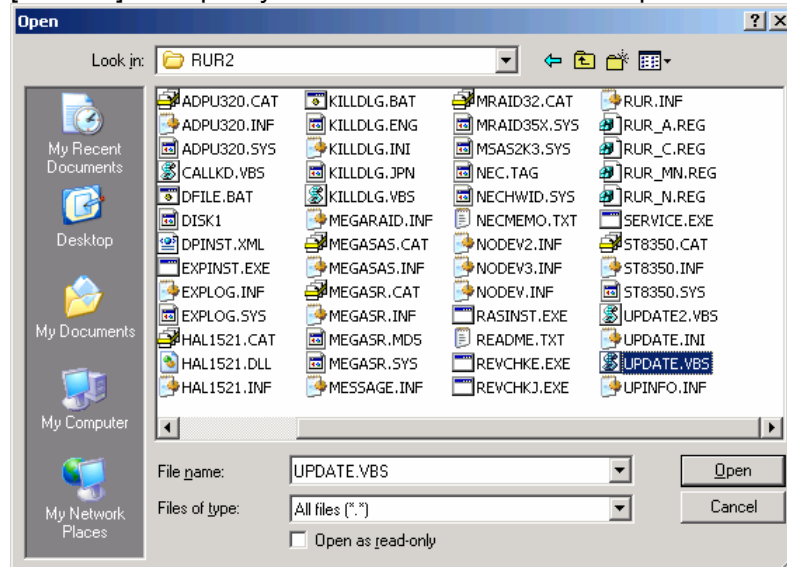 Open
Look in: RUR2
My Recent Documents
Desktop
My Documents
My Computer
My Network Places
ADPU320.CAT
ADPU320.INF
ADPU320.SYS
CALLKD.VBS
DFILE.BAT
DISK1
DPINST.XML
EXPINST.EXE
EXPLOG.INF
EXPLOG.SYS
HAL1521.CAT
HAL1521.DLL
HAL1521.INF
KILLDLG.BAT
KILLDLG.ENG
KILLDLG.INI
KILLDLG.JPN
KILLDLG.VBS
MEGARAID.INF
MEGASAS.CAT
MEGASAS.INF
MEGASR.CAT
MEGASR.INF
MEGASR.MD5
MEGASR.SYS
MESSAGE.INF
MRAID32.CAT
MRAID35X.SYS
MSAS2K3.SYS
NEC.TAG
NECHWID.SYS
NECMEMO.TXT
NODEV2.INF
NODEV3.INF
NODEV.INF
RASINST.EXE
README.TXT
REVCHKE.EXE
REVCHKJ.EXE
RUR.INF
RUR_A.REG
RUR_C.REG
RUR_MN.REG
RUR_N.REG
SERVICE.EXE
ST8350.CAT
ST8350.INF
ST8350.SYS
UPDATE2.VBS
UPDATE.INI
UPDATE.VBS
UPINFO.INF
File name: UPDATE.VBS Open
Files of type: All files (*.*) Cancel
Open as read-only